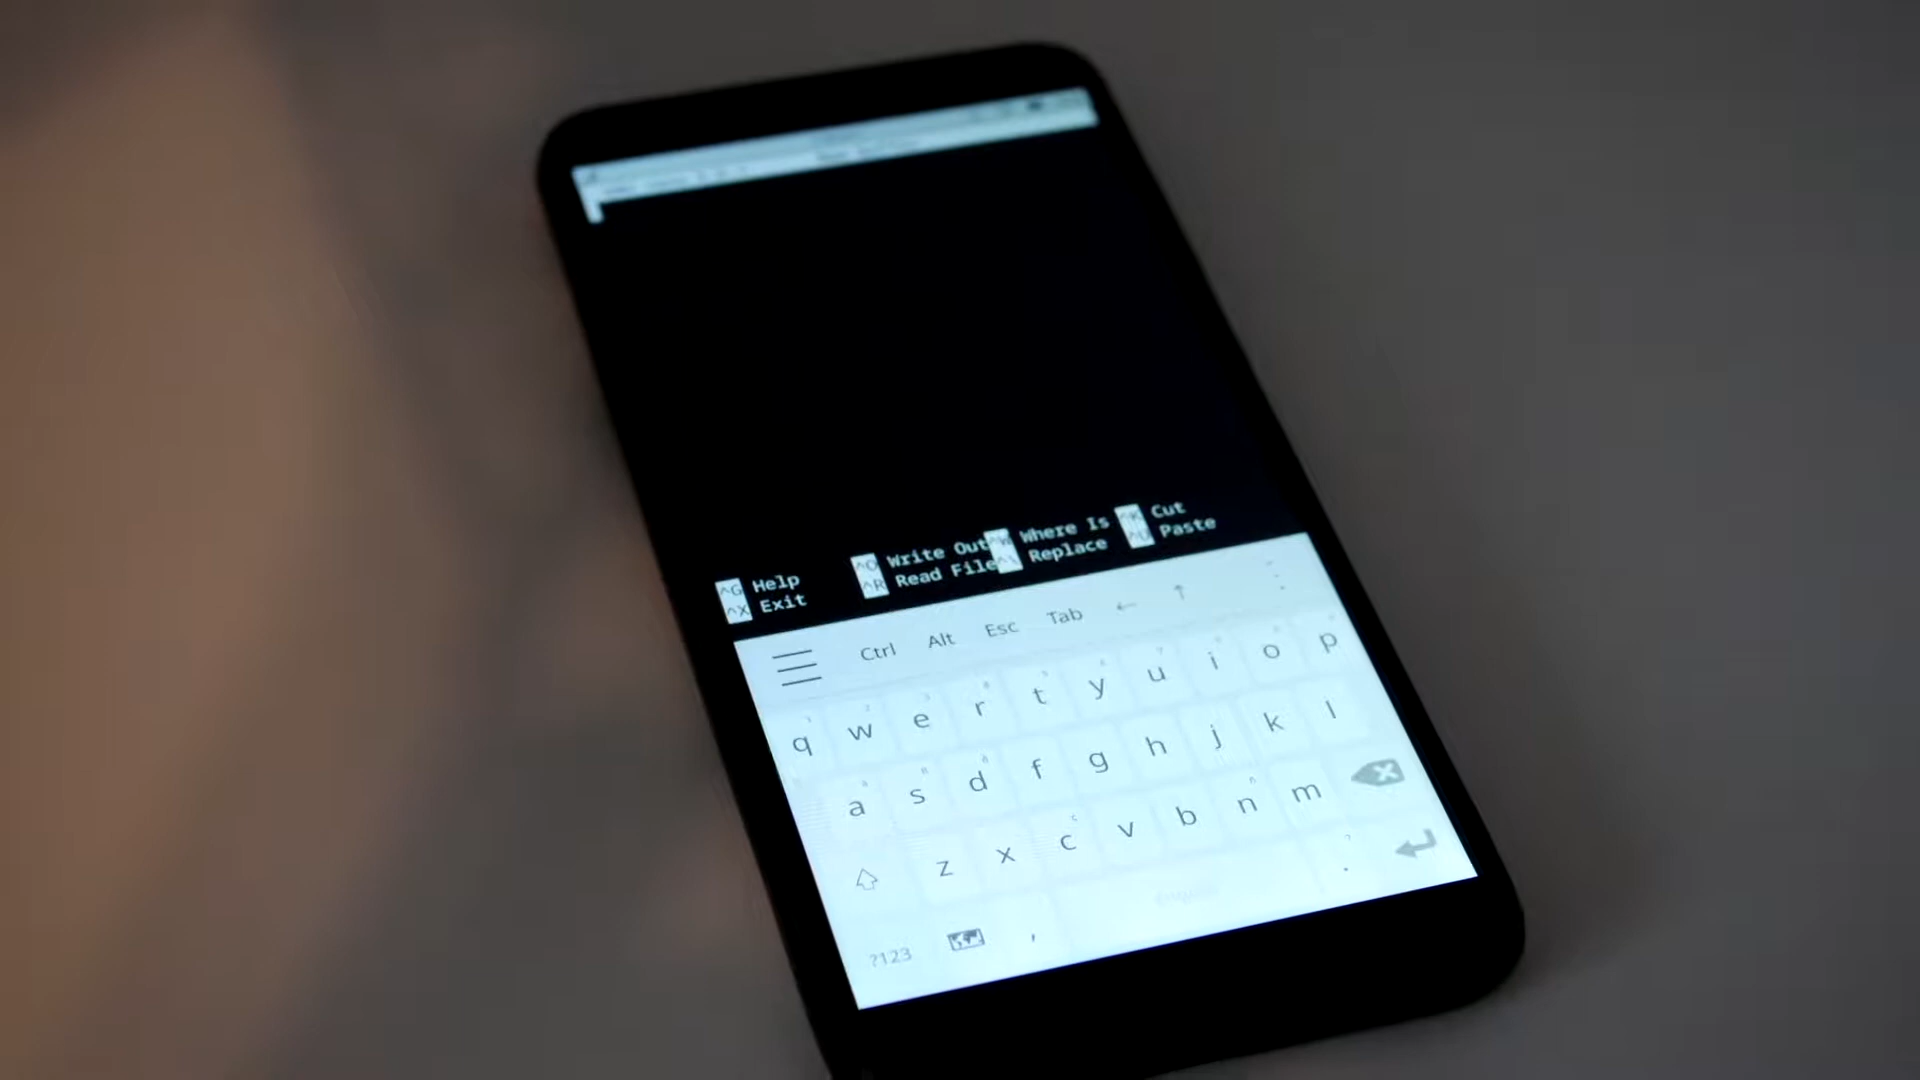 ^G Help ^O Write Out ^W Where Is ^K Cut
^X Exit ^R Read File ^\ Replace ^U Paste
Ctrl Alt Esc Tab ← ↑
q w e r t y u i o p
a s d f g h j k l
z x c v b n m
?123 , .